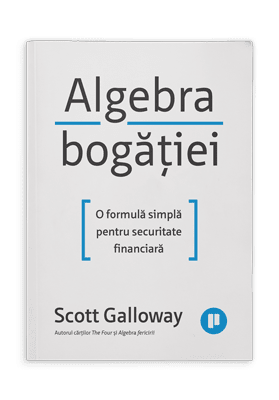 Algebra
bogăției
O formulă simplă
pentru securitate
financiară
Scott Galloway
Autorul cărților The Four și Algebra fericirii